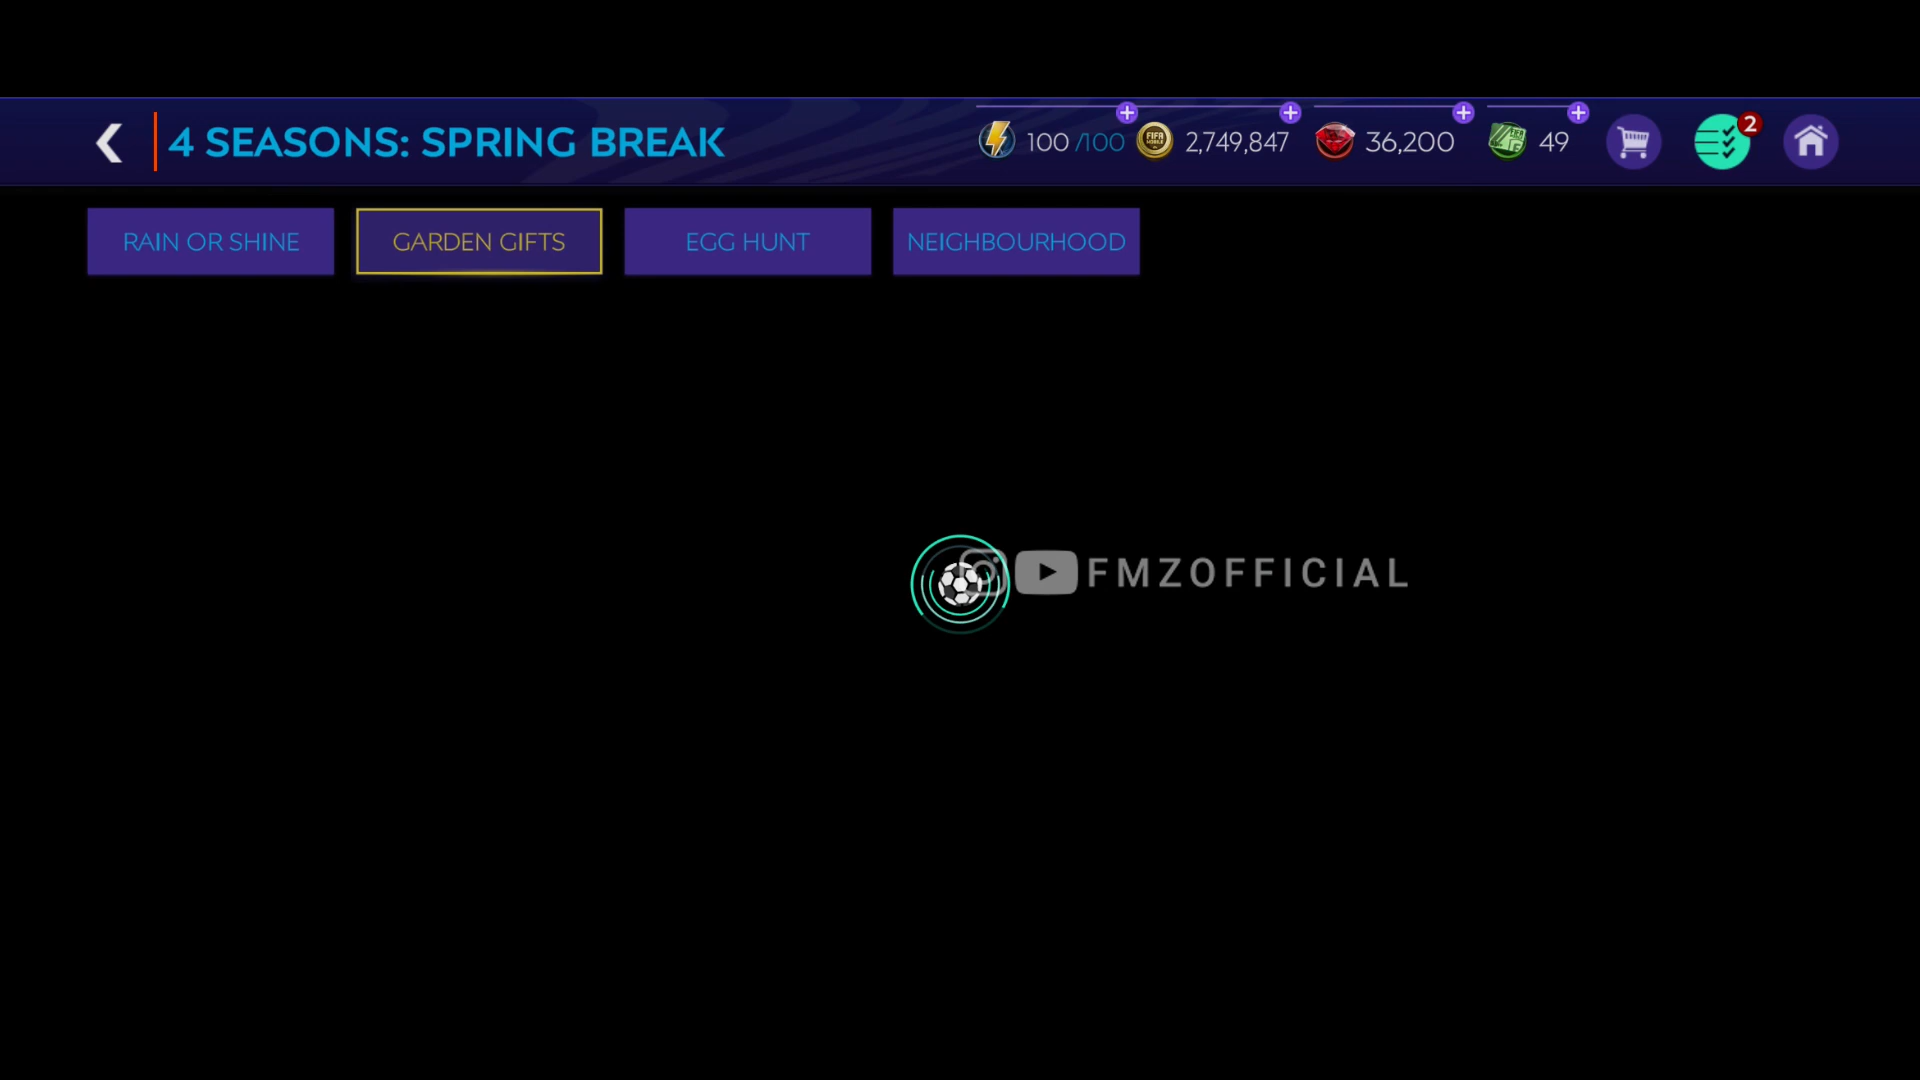 4 SEASONS: SPRING BREAK
100 /100
2,749,847
36,200
49
2
RAIN OR SHINE
GARDEN GIFTS
EGG HUNT
NEIGHBOURHOOD
FMZOFFICIAL